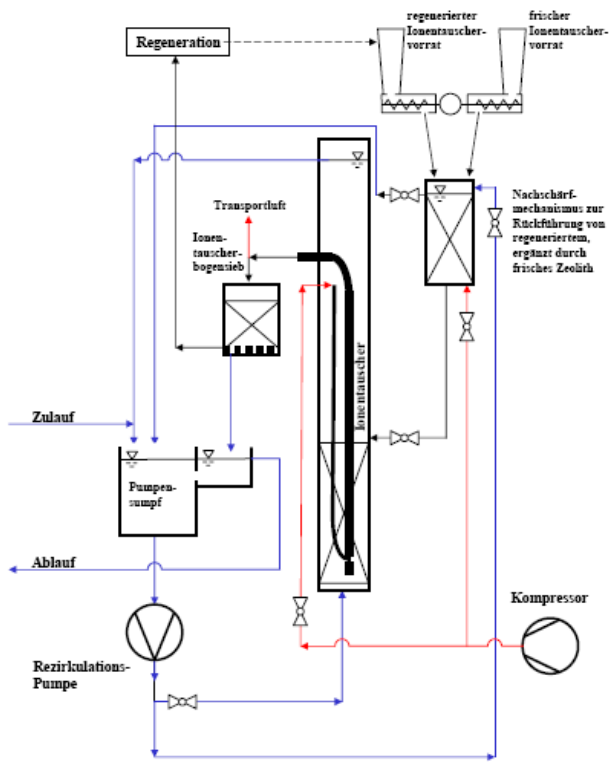 regenerierter
Ionentauscher-
vorrat
frischer
Ionentauscher-
vorrat
Regeneration
Transportluft
Ionen-
tauscher-
bogensieb
Nachschärf-
mechanismus zur
Rückführung von
regeneriertem,
ergänzt durch
frisches Zeolith
Ionentauscher
Zulauf
Pumpen-
sumpf
Ablauf
Kompressor
Rezirkulations-
Pumpe